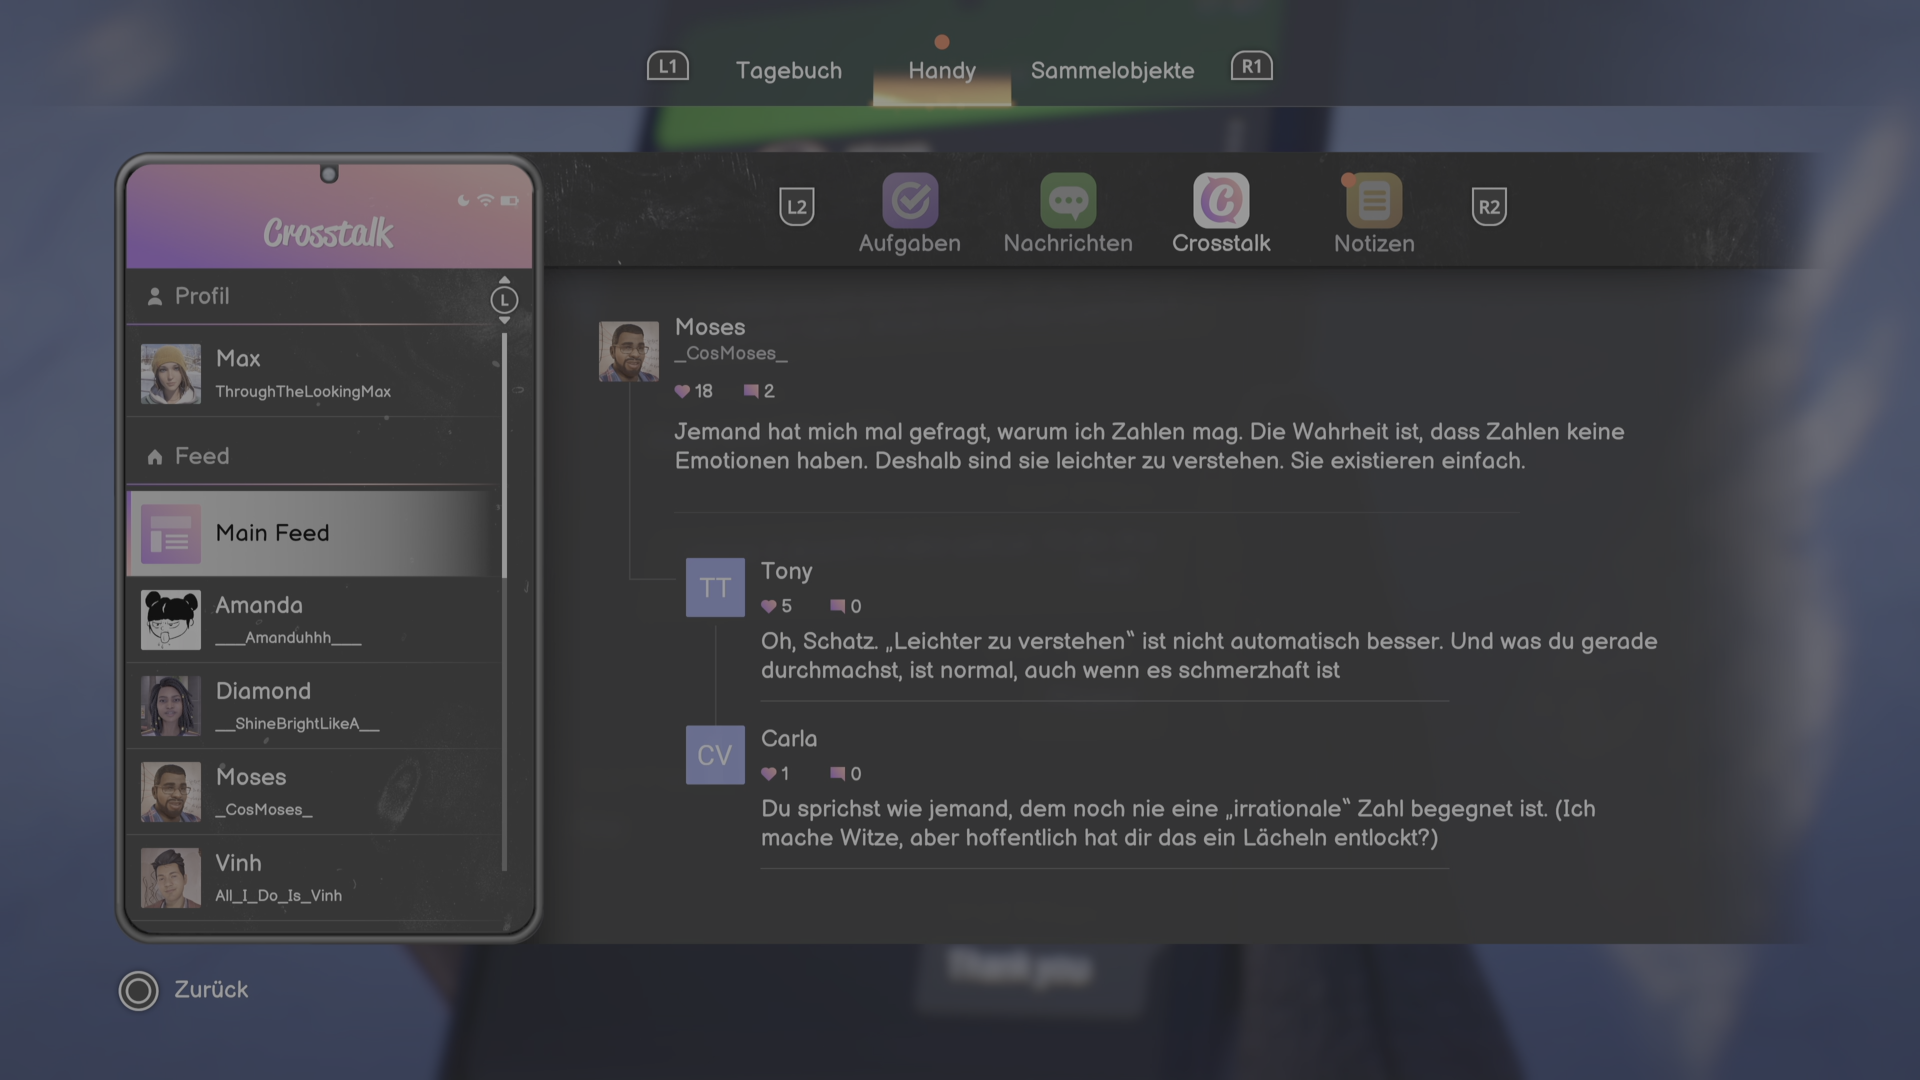 L1 Tagebuch Handy Sammelobjekte R1
Crosstalk
L2 R2
Aufgaben Nachrichten Crosstalk Notizen
Profil
L
Max
ThroughTheLookingMax
Feed
Main Feed
Amanda
____Amanduhhh____
Diamond
__ShineBrightLikeA__
Moses
_CosMoses_
Vinh
All_I_Do_Is_Vinh
Moses
_CosMoses_
18 2
Jemand hat mich mal gefragt, warum ich Zahlen mag. Die Wahrheit ist, dass Zahlen keine
Emotionen haben. Deshalb sind sie leichter zu verstehen. Sie existieren einfach.
TT
Tony
5 0
Oh, Schatz. „Leichter zu verstehen‟ ist nicht automatisch besser. Und was du gerade
durchmachst, ist normal, auch wenn es schmerzhaft ist
CV
Carla
1 0
Du sprichst wie jemand, dem noch nie eine „irrationale‟ Zahl begegnet ist. (Ich
mache Witze, aber hoffentlich hat dir das ein Lächeln entlockt?)
Thank you
Zurück